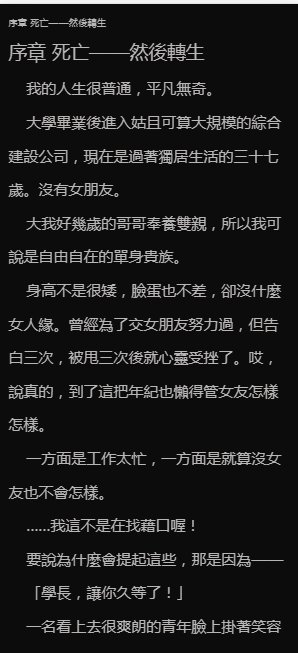 序章 死亡——然後轉生
序章 死亡——然後轉生
我的人生很普通，平凡無奇。
大學畢業後進入姑且可算大規模的綜合
建設公司，現在是過著獨居生活的三十七
歲。沒有女朋友。
大我好幾歲的哥哥奉養雙親，所以我可
說是自由自在的單身貴族。
身高不是很矮，臉蛋也不差，卻沒什麼
女人緣。曾經為了交女朋友努力過，但告
白三次，被甩三次後就心靈受挫了。哎，
說真的，到了這把年紀也懶得管女友怎樣
怎樣。
一方面是工作太忙，一方面是就算沒女
友也不會怎樣。
……我這不是在找藉口喔！
要說為什麼會提起這些，那是因為——
「學長，讓你久等了！」
一名看上去很爽朗的青年臉上掛著笑容